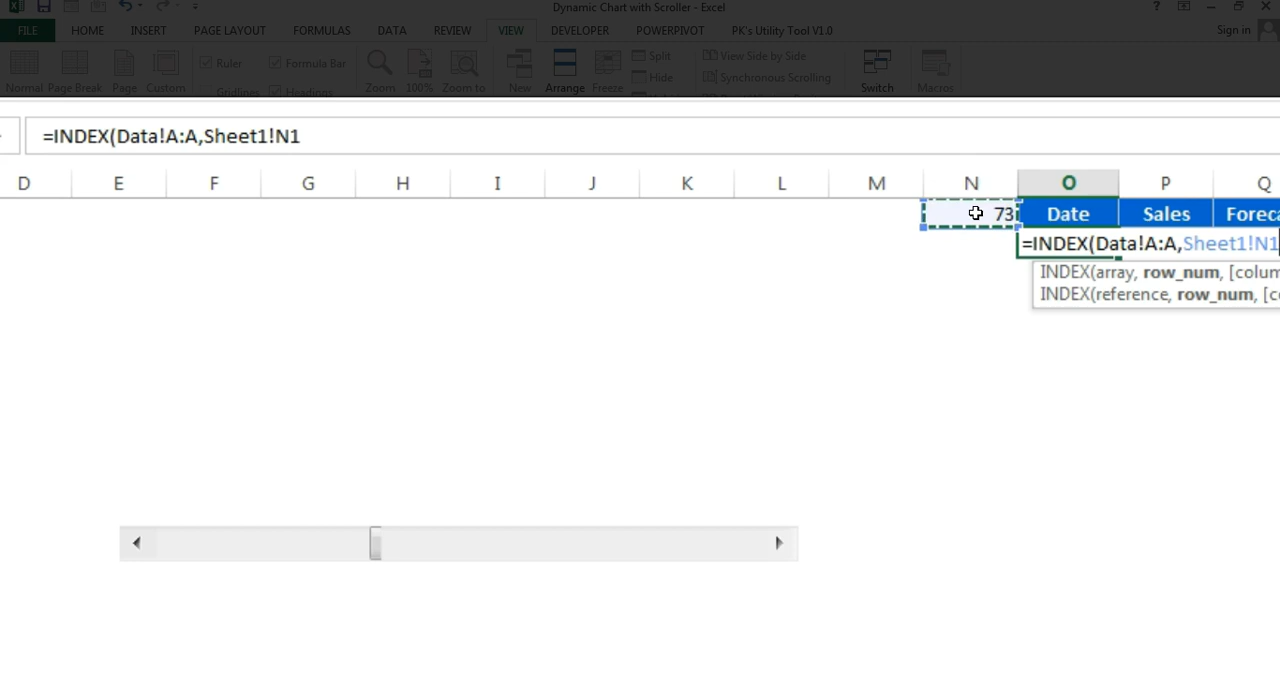 Dynamic Chart with Scroller - Excel
? 
FILE HOME INSERT PAGE LAYOUT FORMULAS DATA REVIEW VIEW DEVELOPER POWERPIVOT PK's Utility Tool V1.0 Sign in
Ruler Formula Bar Split View Side by Side
Hide Synchronous Scrolling
Normal Page Break Page Custom Gridlines Headings Zoom 100% Zoom to New Arrange Freeze Switch Macros
=INDEX(Data!A:A,Sheet1!N1
D E F G H I J K L M N O P Q
73 Date Sales Foreca
=INDEX(Data!A:A,Sheet1!N1
INDEX(array, row_num, [colum
INDEX(reference, row_num, [co